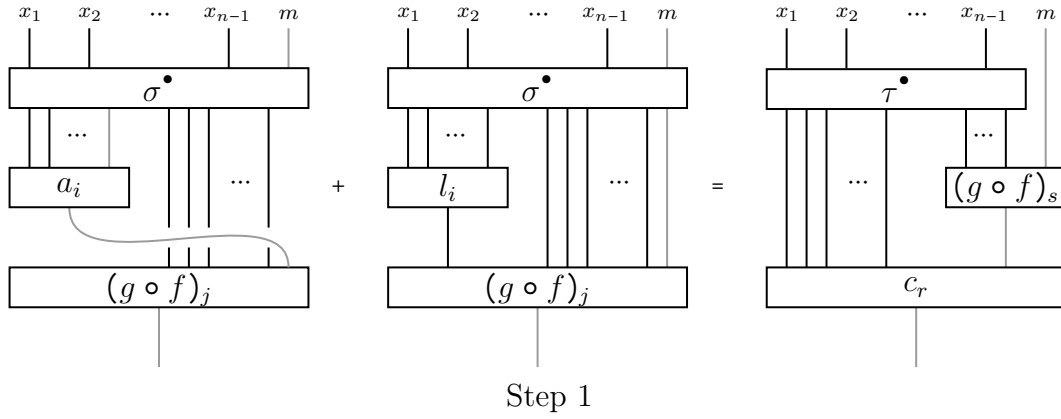 x₁ x₂ ... xₙ₋₁ m x₁ x₂ ... xₙ₋₁ m x₁ x₂ ... xₙ₋₁ m
σ• σ• τ•
... ... ...
aᵢ ... + lᵢ ... = ... (g ∘ f)ₛ
(g ∘ f)ⱼ (g ∘ f)ⱼ cᵣ
Step 1